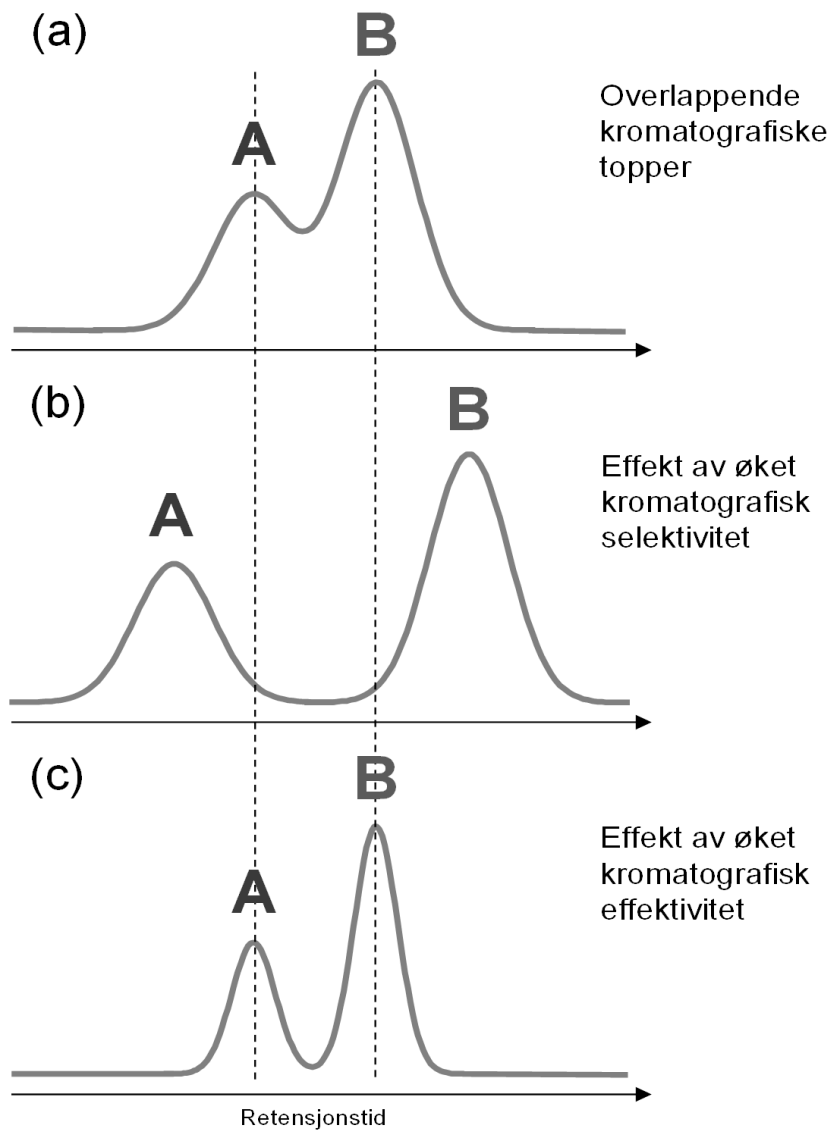 (a)
B
A
Overlappende
kromatografiske
topper
(b)
B
A
Effekt av øket
kromatografisk
selektivitet
(c)
B
A
Effekt av øket
kromatografisk
effektivitet
Retensjonstid